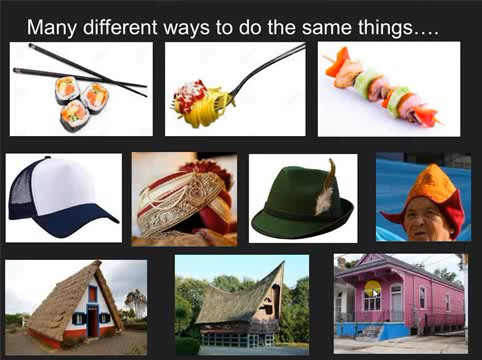 Many different ways to do the same things....